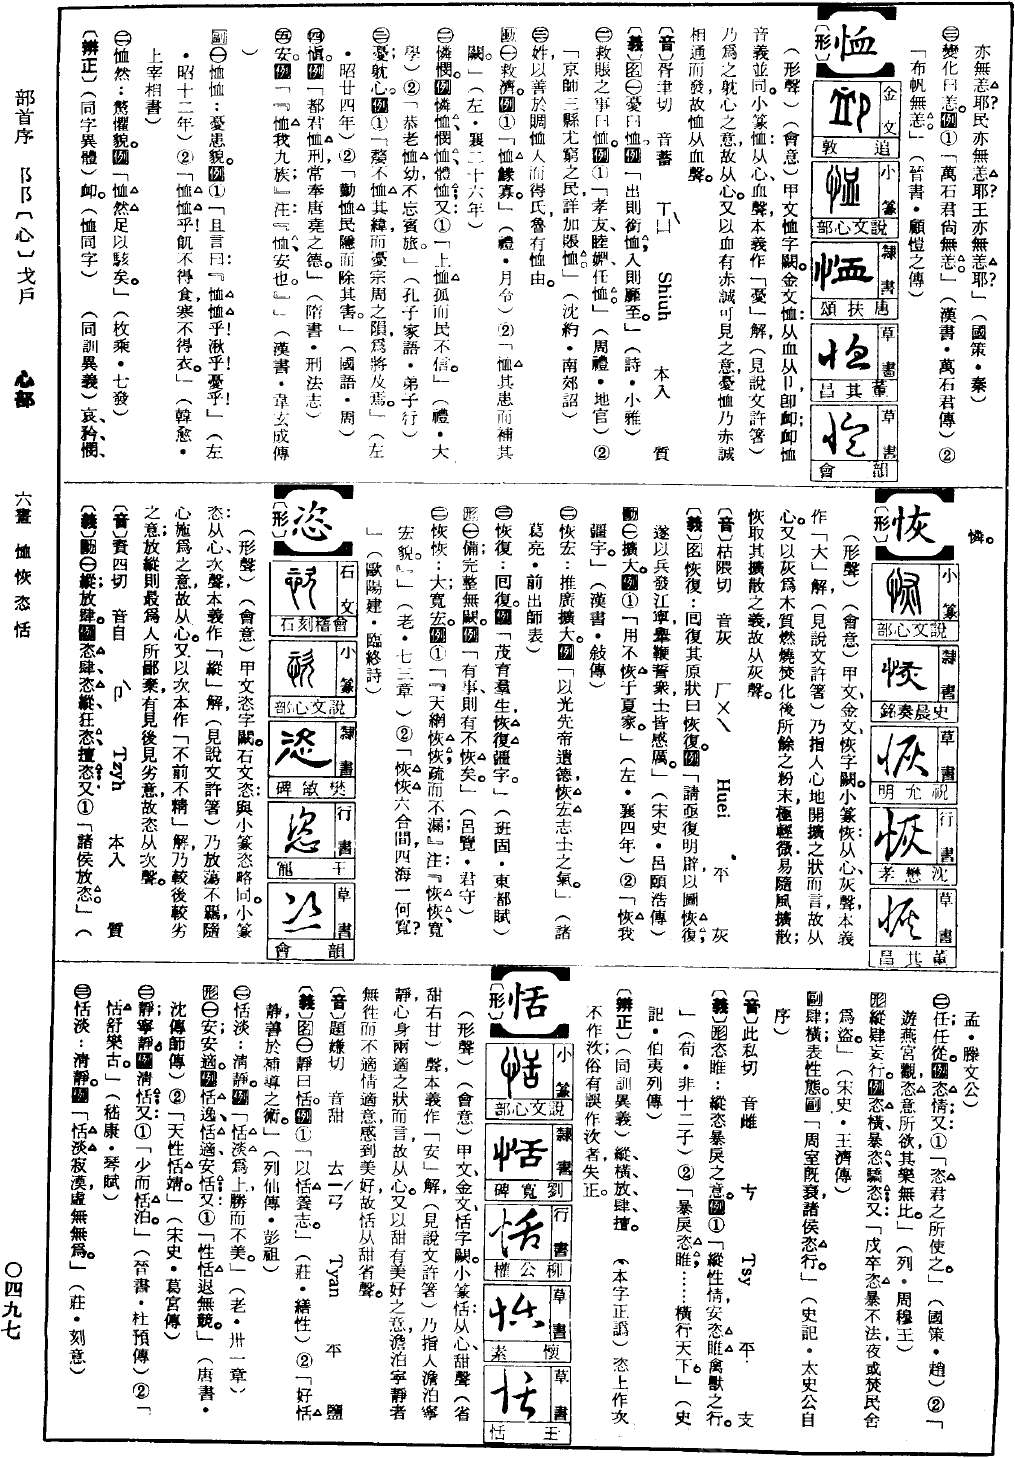 亦無恙耶?民亦無恙耶?王亦無恙耶?」(國策・秦)
㊂變化曰恙。例①「萬石君尙無恙。」(漢書・萬石君傳)②
「布帆無恙。」(晉書・顧愷之傳)
恤
〔形〕
金文 追敦
小篆 說文心部
隸書 唐扶頌
草書 董其昌
草書 韻會
(形聲)(會意)甲文恤字闕。金文恤:从血从卩,卽卹;卹恤
音義並同。小篆恤:从心、血聲,本義作「憂」解(見說文許箸)
乃爲之躭心之意,故从心。又以血有赤誠可見之意,憂恤乃赤誠
相通而發,故恤从血聲。
〔音〕胥津切 音蓄 ㄒㄩˋ Shiuh 本入 質
〔義〕名㊀憂曰恤。例「出則銜恤,入則靡至。」(詩・小雅)
㊁救賬之事曰恤。例①「孝友睦婣任恤。」(周禮・地官)②
「京師三縣尤窮之民,詳加賬恤。」(沈約・南郊詔)
㊂姓:以善於賙恤人而得氏,魯有恤由。
動㊀救濟。例①「恤鰥寡。」(禮・月令)②「恤其患而補其
闕。」(左・襄二十六年)
㊁憐憫。例憐恤、憫恤、體恤;又:①「上恤孤而民不倍。」(禮・大
學)②「恭老恤幼,不忘賓旅。」(孔子家語・弟子行)
㊂憂;躭心。例①「嫠不恤其緯,而憂宗周之隕,爲將及焉。」(左
・昭廿四年)②「勤恤民隱,而除其害。」(國語・周)
㊃愼。例「都君恤刑,常奉唐堯之德。」(隋書・刑法志)
㊄安。例「『恤我九族』注:『恤,安也。』」(漢書・韋玄成傳
)
副㊀恤恤:憂患貌。例①「且言曰:『恤恤乎!湫乎!憂乎!」(左
・昭十二年)②「恤恤乎!飢不得食,寒不得衣。」(韓愈・
上宰相書)
㊁恤然:驚懼貌。例「恤然足以駭矣。」(枚乘・七發)
〔辨正〕(同字異體)卹。(恤同字) (同訓異義)哀、矜、憫、
憐。
恢
〔形〕
小篆 說文心部
隸書 史晨奏銘
草書 祝允明
行書 沈懋孝
草書 董其昌
(形聲)(會意)甲文、金文恢字闕。小篆恢:从心、灰聲,本義
作「大」解(見說文許箸)乃指人心地開擴之狀而言,故从
心。又以灰爲木質燃燒焚化後所餘之粉末,極輕微,易隨風擴散;
恢取其擴散之義,故从灰聲。
〔音〕枯隈切 音灰 ㄏㄨㄟ Huei 平 灰
〔義〕名恢復:囘復其原狀曰恢復。例「諸亟復明辟,以圖恢復;
遂以兵發江寧,舉鞭誓衆,士皆感厲。」(宋史・呂頤浩傳)
動㊀擴大。例①「用不恢于夏家。」(左・襄四年)②「恢我
疆宇。」(漢書・敍傳)
㊁恢宏:推廣擴大。例「以光先帝遺德,恢宏志士之氣。」(諸
葛亮・前出師表)
㊂恢復:囘復。例「茂育羣生,恢復疆宇。」(班固・東都賦)
形㊀備;完整無闕。例「有事則有不恢矣。」(呂覽・君守)
㊁恢恢:大;寬宏。例①「『天網恢恢,疏而不漏。』注:『恢恢,寬
宏貌。』」(老・七三章)②「恢恢六合間,四海一何寬?
」(歐陽建・臨終詩)
恣
〔形〕
石文 會稽刻石
小篆 說文心部
隸書 樊敏碑
行書 王寵
草書 韻會
(形聲)(會意)甲文恣字闕。石文恣:與小篆恣略同。小篆
恣:从心、次聲,本義作「縱」解(見說文許箸)乃放蕩不羈,隨
心施爲之意,故从心。又以次本作「不前不精」解,乃較後較劣
之意;放縱則最爲人所鄙棄,有見後見劣意,故恣从次聲。
〔音〕資四切 音自 ㄗˋ Tzyh 本入 質
〔義〕動㊀縱;放肆。例恣肆、恣縱、狂恣、擅恣;又:①「諸侯放恣。」(
孟・滕文公)
㊁任;任從。例恣情;又:①「恣君之所使之。」(國策・趙)②「
遊燕宮觀,恣意所欲,其樂無比。」(列・周穆王)
形縱肆妄行。例恣橫、暴恣、驕恣;又:「戍卒恣暴不法,夜或焚民舍
爲盜。」(宋史・王濟傳)
副肆橫,表性態。例「周室旣衰,諸侯恣行。」(史記・太史公自
序)
〔音〕此私切 音雌 ㄘ Tsy 平 支
〔義〕形恣睢:縱恣暴戾之意。例①「縱性情,安恣睢,禽獸之行。
」(荀・非十二子)②「暴戾恣睢……橫行天下。」(史
記・伯夷列傳)
〔辨正〕(同訓異義)縱、橫、放、肆、擅。 (本字正譌)恣上作次
不作㳄,俗有誤作㳄者失正。
恬
〔形〕
小篆 說文心部
隸書 劉寬碑
行書 柳公權
草書 懷素
草書 王恬
(形聲)(會意)甲文、金文恬字闕。小篆恬:从心、甜聲(省
甜右甘)聲,本義作「安」解(見說文許箸)乃指人澹泊寧
靜,心身兩適之狀而言,故从心。又以甜有美好之意,澹泊寧靜者
無往而不適情適意,感到美好,故恬从甜省聲。
〔音〕題嫌切 音甜 ㄊㄧㄢˊ Tyan 平 鹽
〔義〕名㊀靜曰恬。例①「以恬養志。」(莊・繕性)②「好恬
靜,善於補導之術。」(列仙傳・彭祖)
㊁恬淡:清靜。例「恬淡爲上,勝而不美。」(老・卅一章)
形㊀安;安適。例恬逸、恬適、安恬;又:①「性恬退無競。」(唐書・
沈傳師傳)②「天性恬靖。」(宋史・葛宮傳)
㊁靜;寧靜。例清恬;又:①「少而恬泊。」(晉書・杜預傳)②「
恬舒樂古。」(嵇康・琴賦)
㊂恬淡:清靜。例「恬淡寂漠,虛無無爲。」(莊・刻意)
部首序 阝阝〔心〕戈戶 心部 六畫 恤恢恣恬 〇四九七